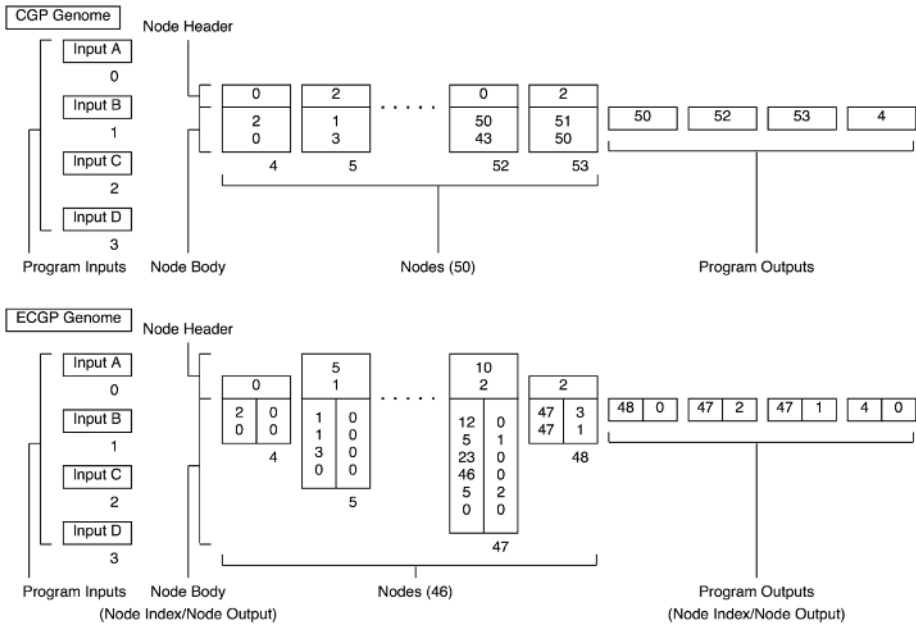 CGP Genome
Node Header
Input A
0
Input B
1
Input C
2
Input D
3
0 2 ..... 0 2
2 1 50 51
0 3 43 50
4 5 52 53
50 52 53 4
Program Inputs Node Body Nodes (50) Program Outputs
ECGP Genome
Node Header
Input A
0
Input B
1
Input C
2
Input D
3
5 10
0 1 ..... 2 2
2 0
0 0
4
1 0
1 0
3 0
0 0
5
12 0
5 1
23 0
46 0
5 2
0 0
47
47 3
47 1
48
48 0 47 2 47 1 4 0
Program Inputs Node Body Nodes (46) Program Outputs
(Node Index/Node Output) (Node Index/Node Output)